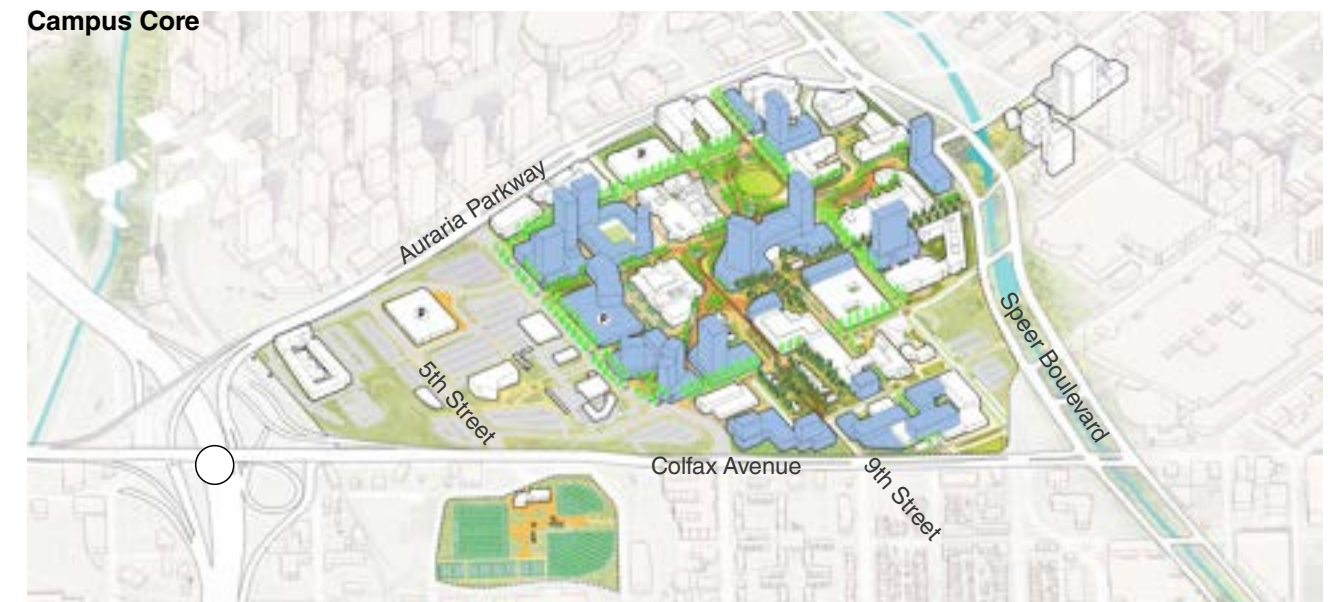 Campus Core
Auraria Parkway
5th Street
Speer Boulevard
Colfax Avenue
9th Street